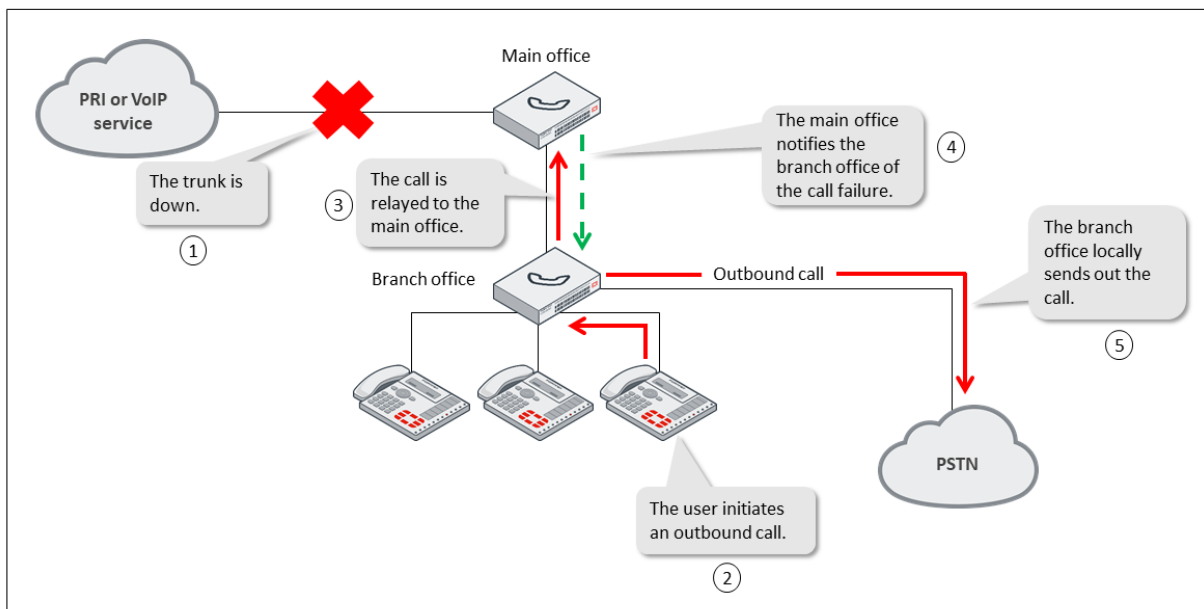 Main office
PRI or VoIP
service
The trunk is
down.
1
3
The call is
relayed to the
main office.
The main office
notifies the
branch office of
the call failure.
4
Branch office
Outbound call
The branch
office locally
sends out the
call.
5
PSTN
The user initiates
an outbound call.
2